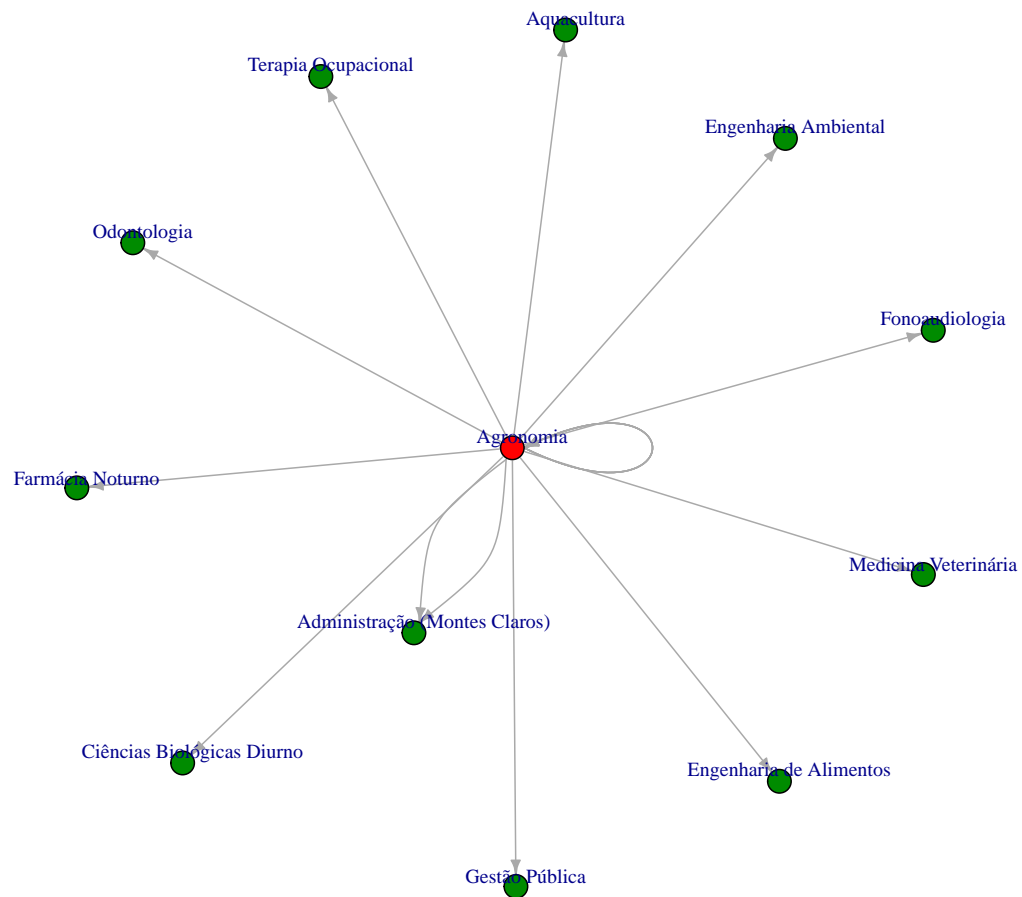 Aquacultura
Terapia Ocupacional
Engenharia Ambiental
Odontologia
Fonoaudiologia
Agronomia
Farmácia Noturno
Medicina Veterinária
Administração (Montes Claros)
Ciências Biológicas Diurno
Engenharia de Alimentos
Gestão Pública